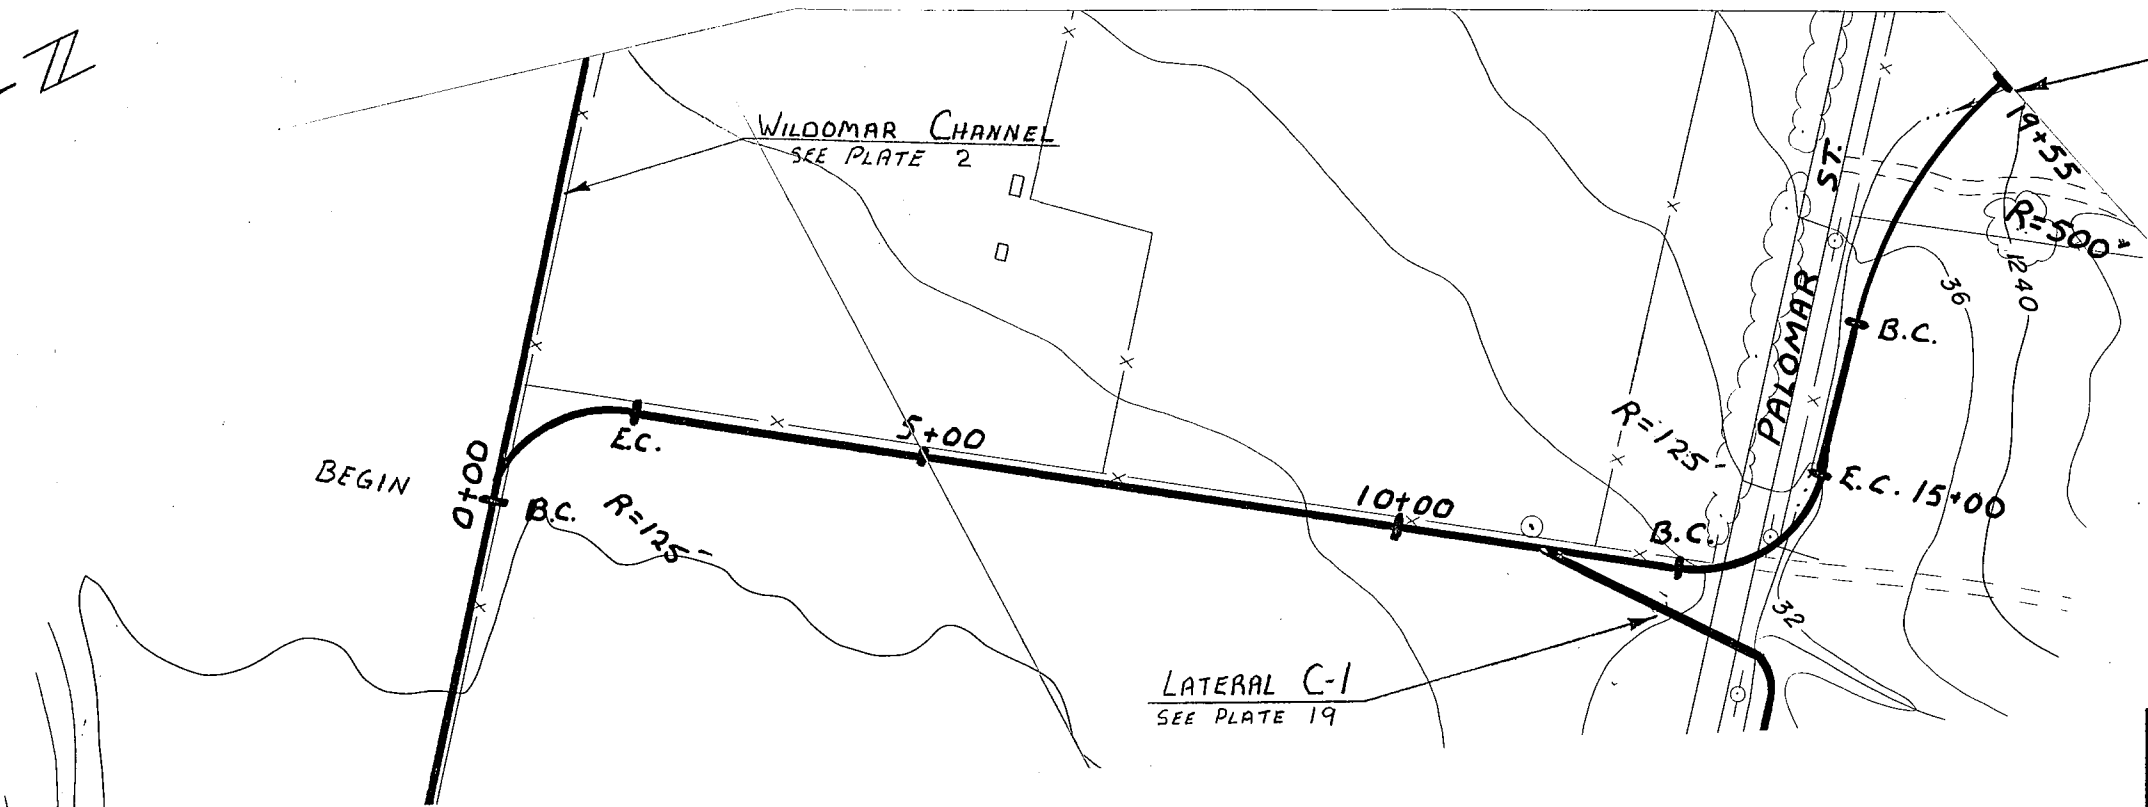 WILDOMAR CHANNEL
SEE PLATE 2
19+55
ST.
R=500'
36
1240
PALOMAR
B.C.
R=125'
5+00
E.C.
BEGIN
0+00
B.C.
R=125'
10+00
B.C.
E.C. 15+00
32
LATERAL C-1
SEE PLATE 19
N